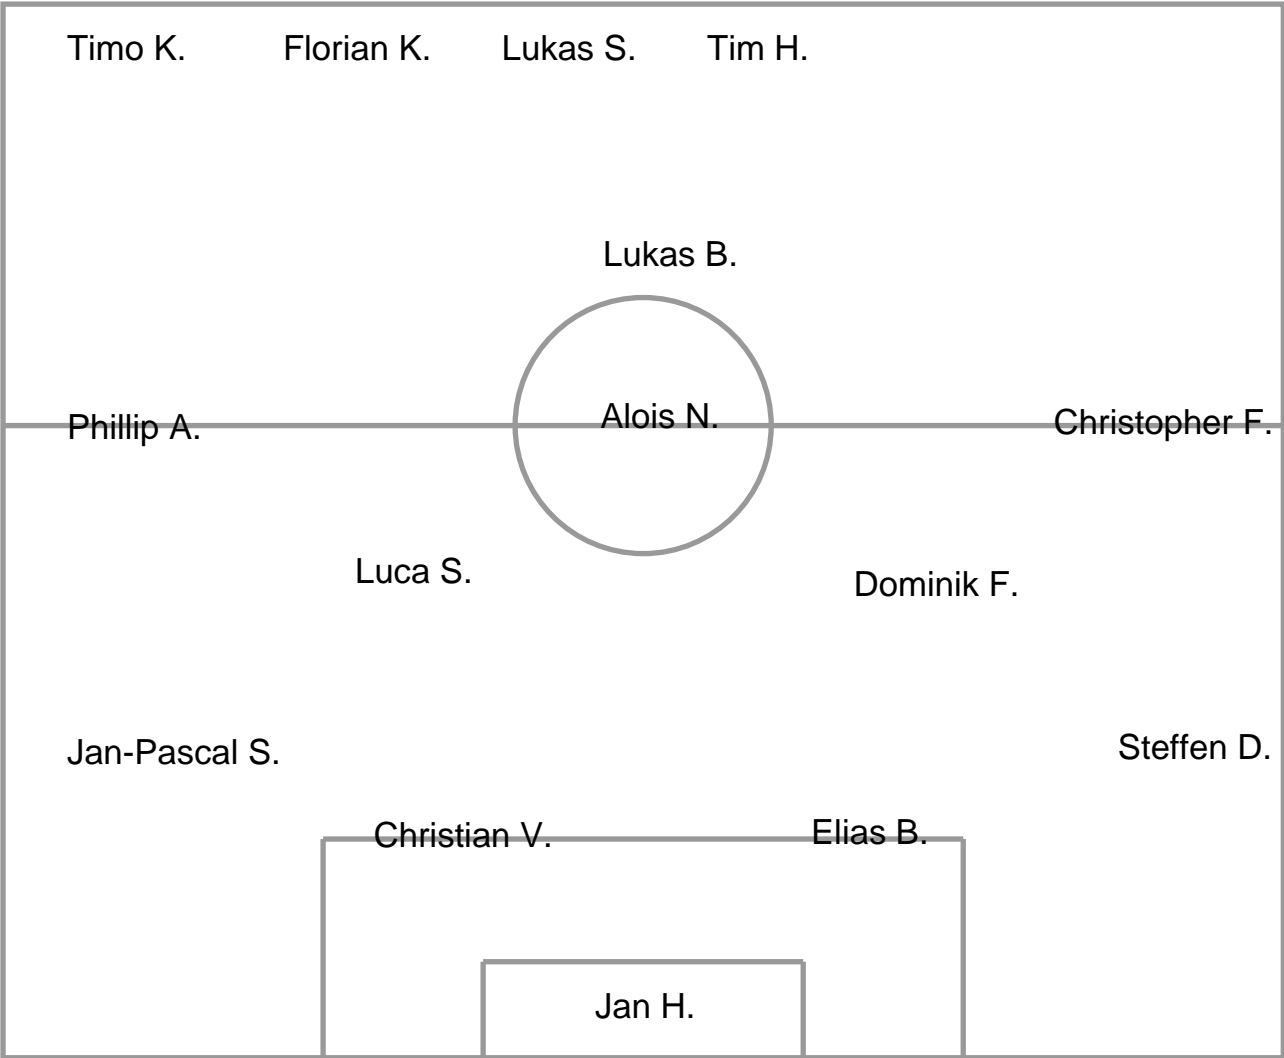 Timo K. Florian K. Lukas S. Tim H.
Lukas B.
Phillip A. Alois N. Christopher F.
Luca S. Dominik F.
Jan-Pascal S. Steffen D.
Christian V. Elias B.
Jan H.